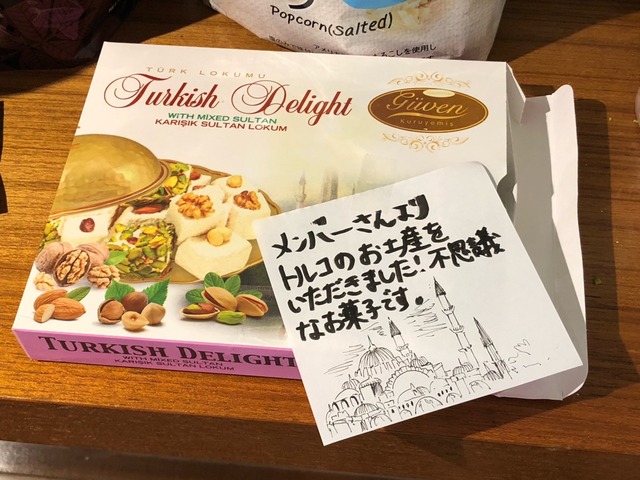 Popcorn(Salted)
TÜRK LOKUMU
Turkish Delight
WITH MIXED SULTAN
KARIŞIK SULTAN LOKUM
Güven
Kuruyemiş
メンバーさんより
トルコのお土産を
いただきました!不思議
なお菓子です。
TURKISH DELIGHT
WITH MIXED SULTAN
KARIŞIK SULTAN LOKUM